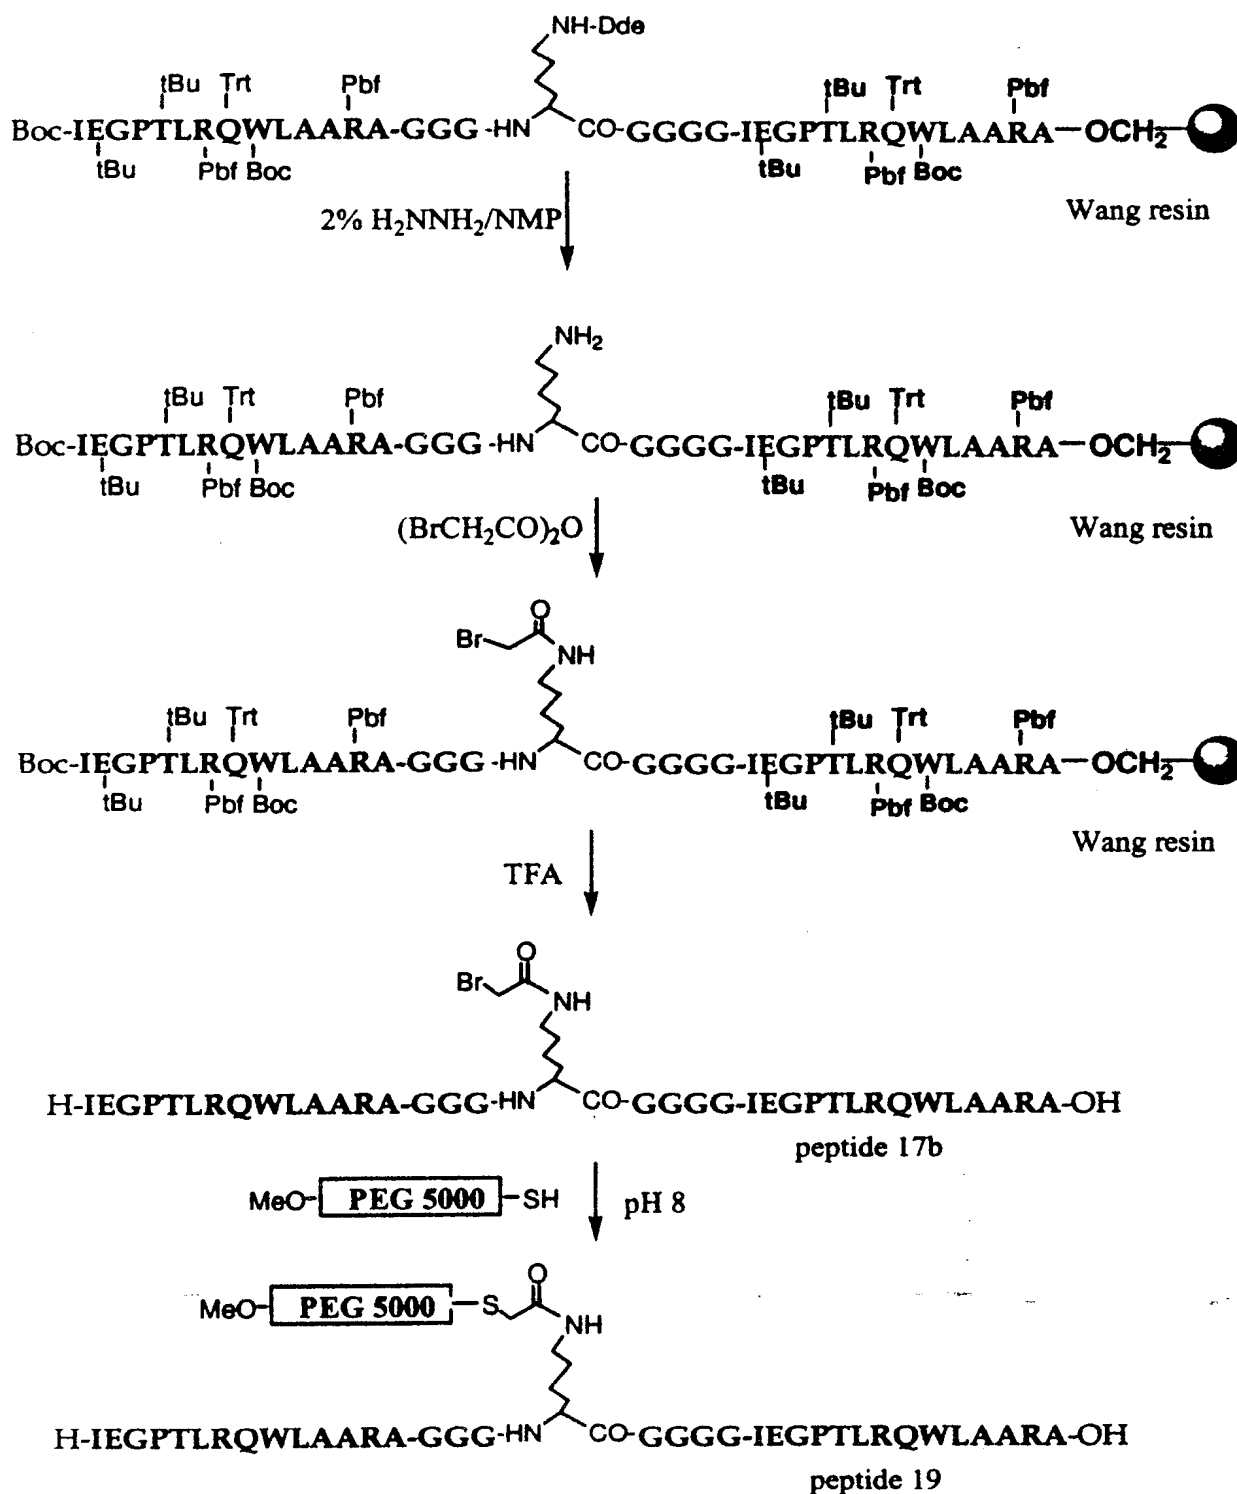 NH-Dde
tBu Trt Pbf tBu Trt Pbf
Boc-IEGPTLRQWLAARA-GGG-HN CO-GGGG-IEGPTLRQWLAARA-OCH2
tBu Pbf Boc tBu Pbf Boc
Wang resin
2% H2NNH2/NMP
NH2
tBu Trt Pbf tBu Trt Pbf
Boc-IEGPTLRQWLAARA-GGG-HN CO-GGGG-IEGPTLRQWLAARA-OCH2
tBu Pbf Boc tBu Pbf Boc
(BrCH2CO)2O Wang resin
O
Br
NH
tBu Trt Pbf tBu Trt Pbf
Boc-IEGPTLRQWLAARA-GGG-HN CO-GGGG-IEGPTLRQWLAARA-OCH2
tBu Pbf Boc tBu Pbf Boc
Wang resin
TFA
O
Br
NH
H-IEGPTLRQWLAARA-GGG-HN CO-GGGG-IEGPTLRQWLAARA-OH
peptide 17b
MeO-PEG 5000-SH pH 8
O
MeO-PEG 5000-S
NH
H-IEGPTLRQWLAARA-GGG-HN CO-GGGG-IEGPTLRQWLAARA-OH
peptide 19